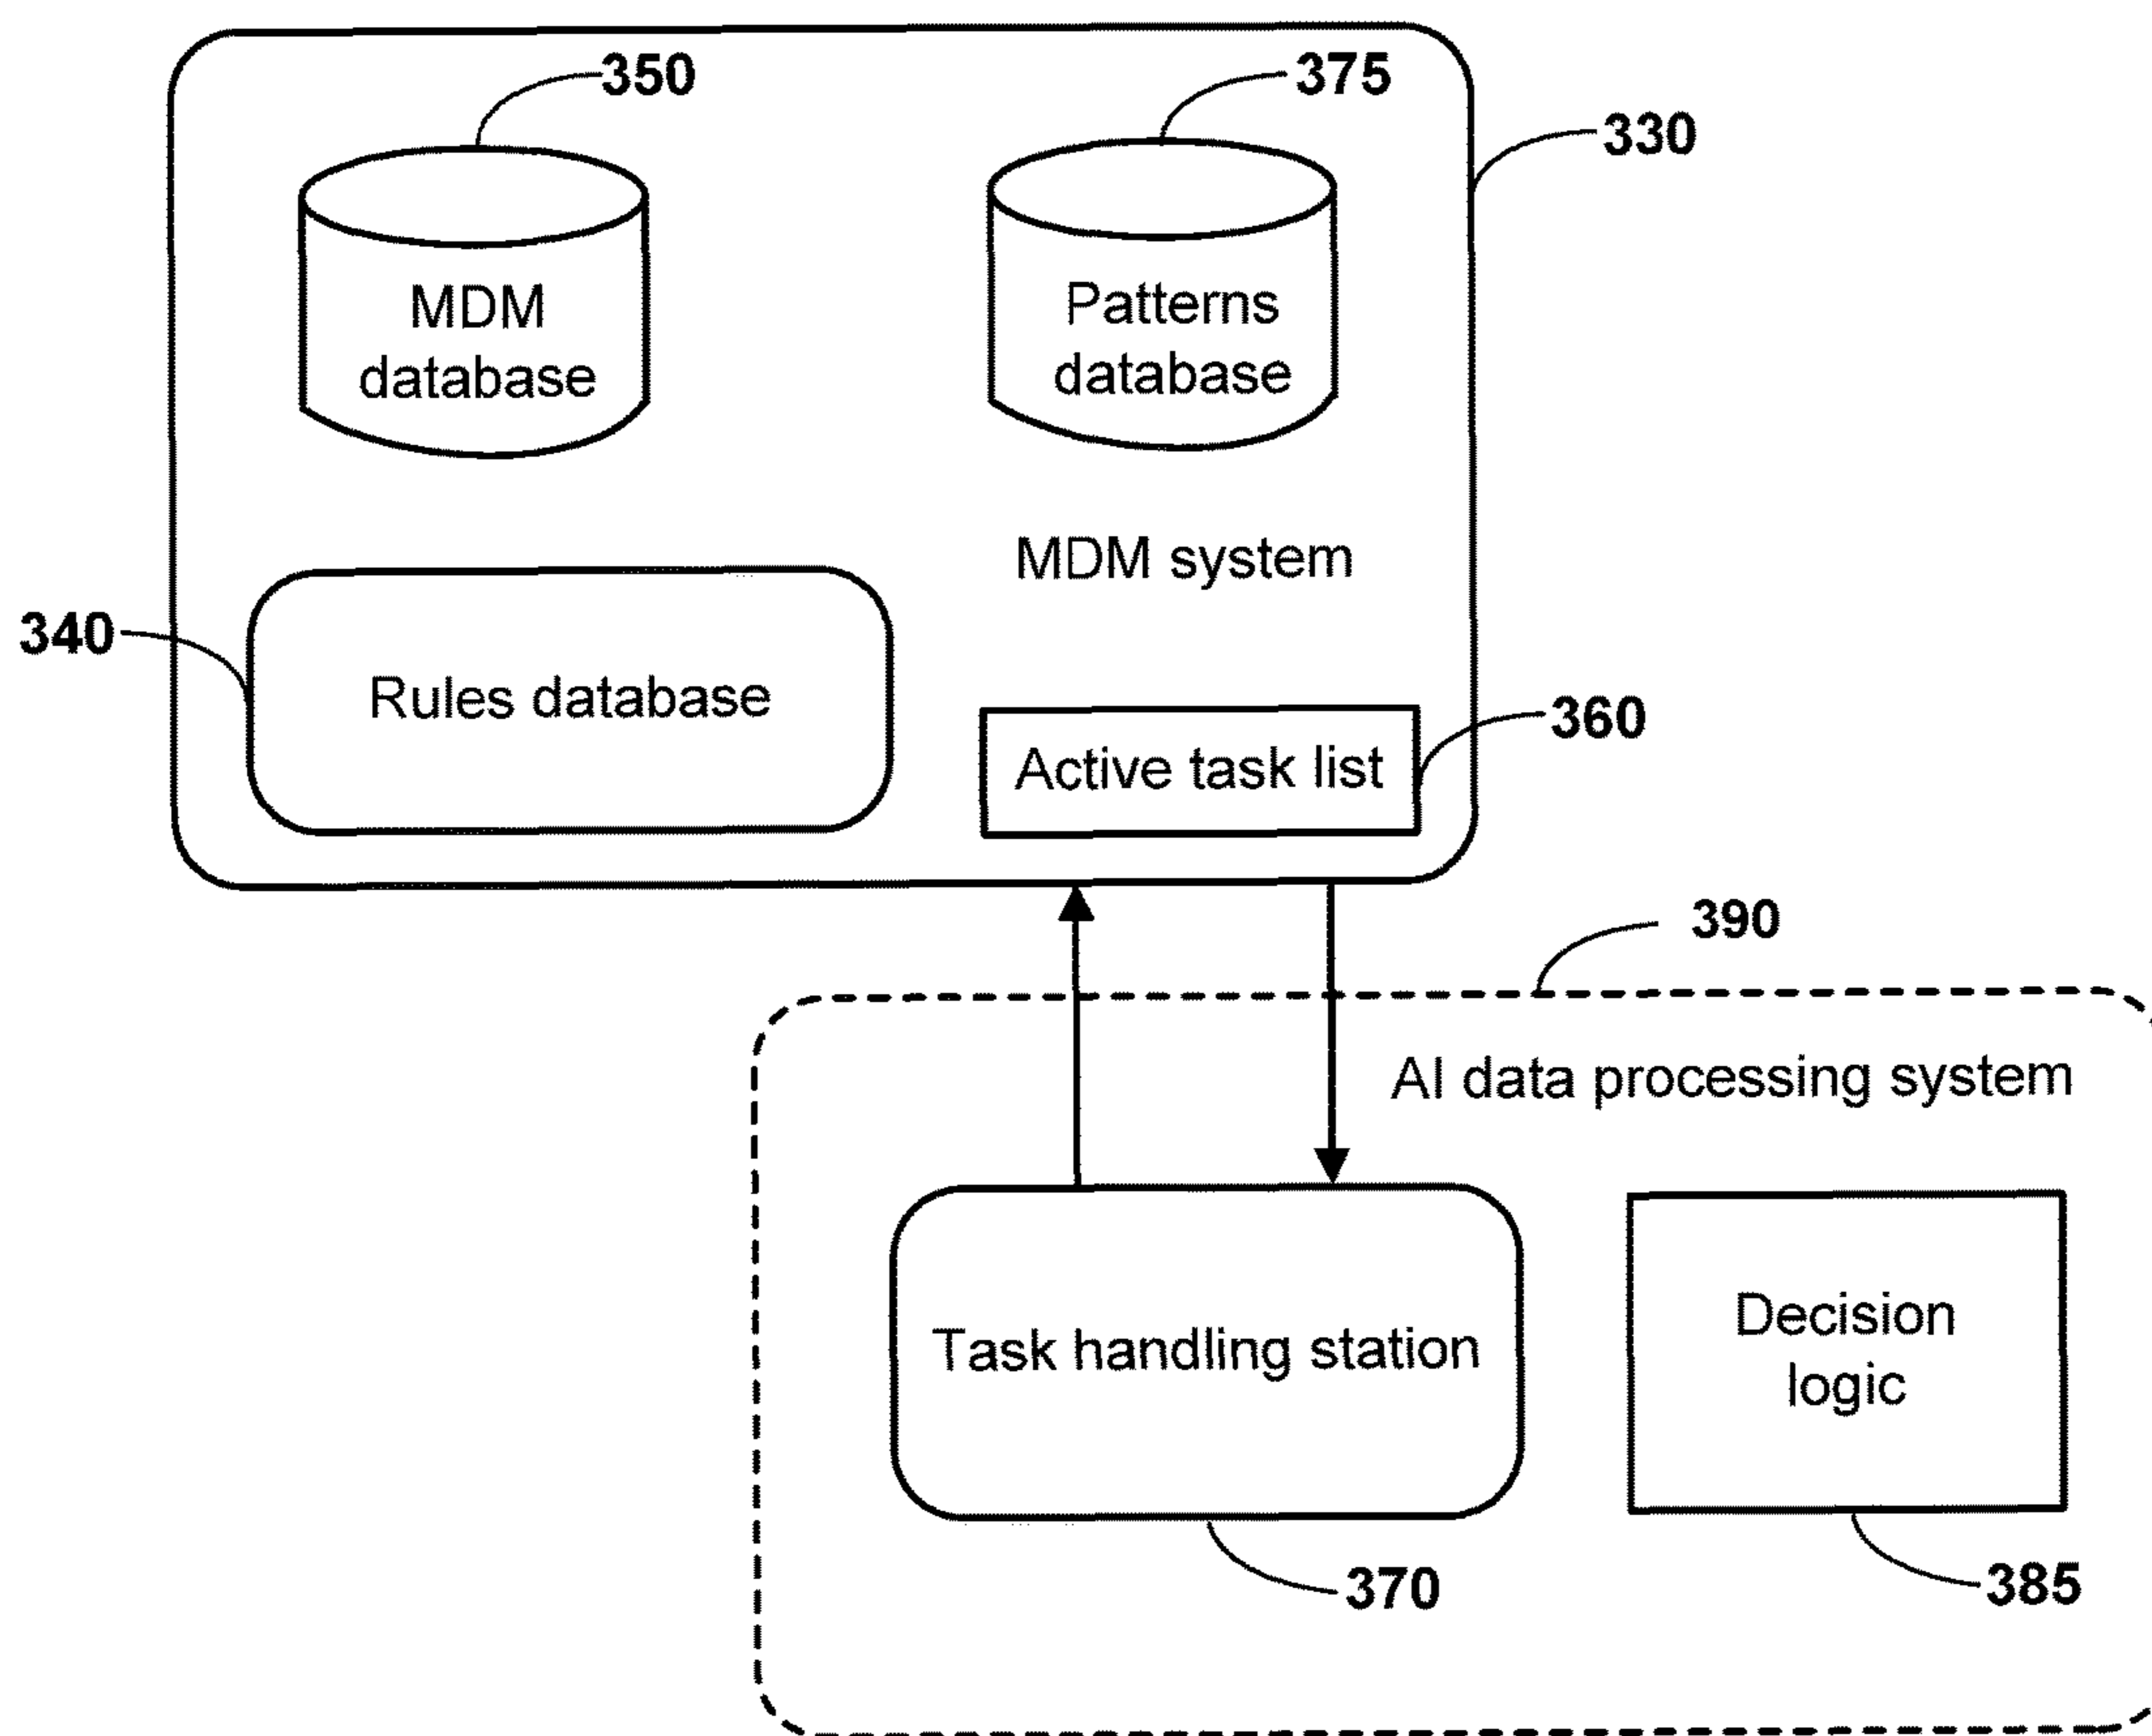 350
375
330
MDM
database
Patterns
database
MDM system
340
Rules database
360
Active task list
390
AI data processing system
Task handling station
Decision
logic
370
385